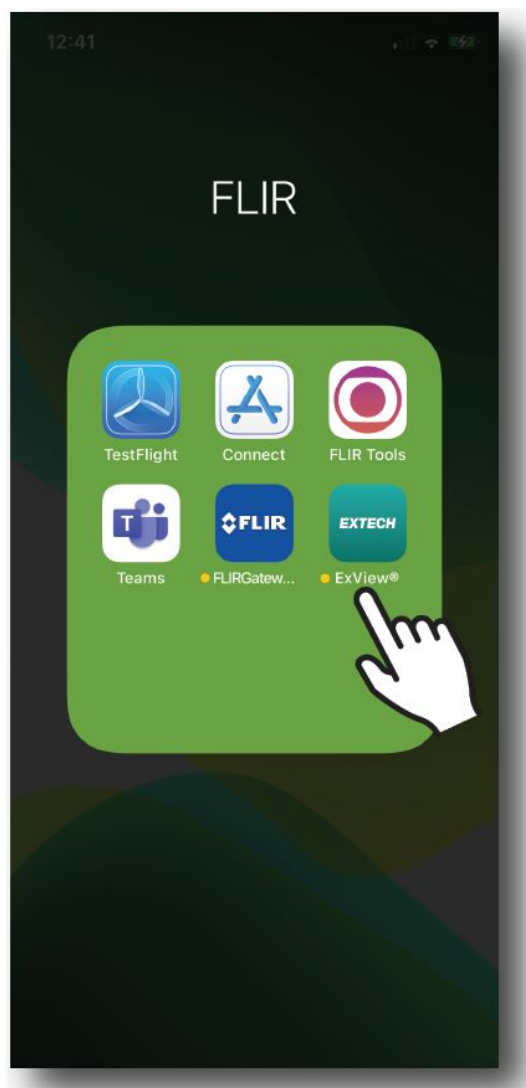 12:41
FLIR
TestFlight Connect FLIR Tools
T FLIR EXTECH
Teams FLIRGatew... ExView®